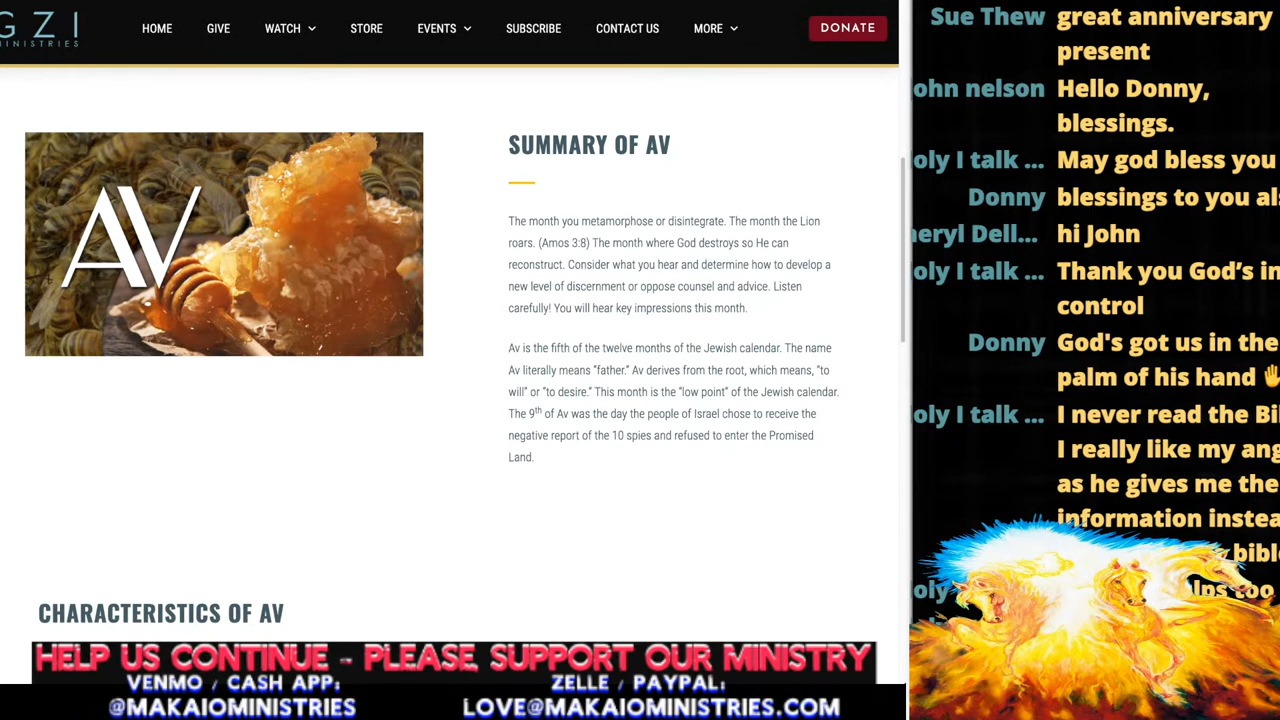 GZI
MINISTRIES
HOME GIVE WATCH STORE EVENTS SUBSCRIBE CONTACT US MORE DONATE
AV
SUMMARY OF AV
The month you metamorphose or disintegrate. The month the Lion
roars. (Amos 3:8) The month where God destroys so He can
reconstruct. Consider what you hear and determine how to develop a
new level of discernment or oppose counsel and advice. Listen
carefully! You will hear key impressions this month.
Av is the fifth of the twelve months of the Jewish calendar. The name
Av literally means “father.” Av derives from the root, which means, “to
will” or “to desire.” This month is the “low point” of the Jewish calendar.
The 9th of Av was the day the people of Israel chose to receive the
negative report of the 10 spies and refused to enter the Promised
Land.
CHARACTERISTICS OF AV
HELP US CONTINUE - PLEASE, SUPPORT OUR MINISTRY
VENMO / CASH APP: ZELLE / PAYPAL:
@MAKAIOMINISTRIES LOVE@MAKAIOMINISTRIES.COM
Sue Thew great anniversary
present
ohn nelson Hello Donny,
blessings.
oly I talk ... May god bless you
Donny blessings to you als
eryl Dell... hi John
oly I talk ... Thank you God’s in
control
Donny God's got us in the
palm of his hand
oly I talk ... I never read the Bi
I really like my ang
as he gives me the
information instea
bible
oly lps too